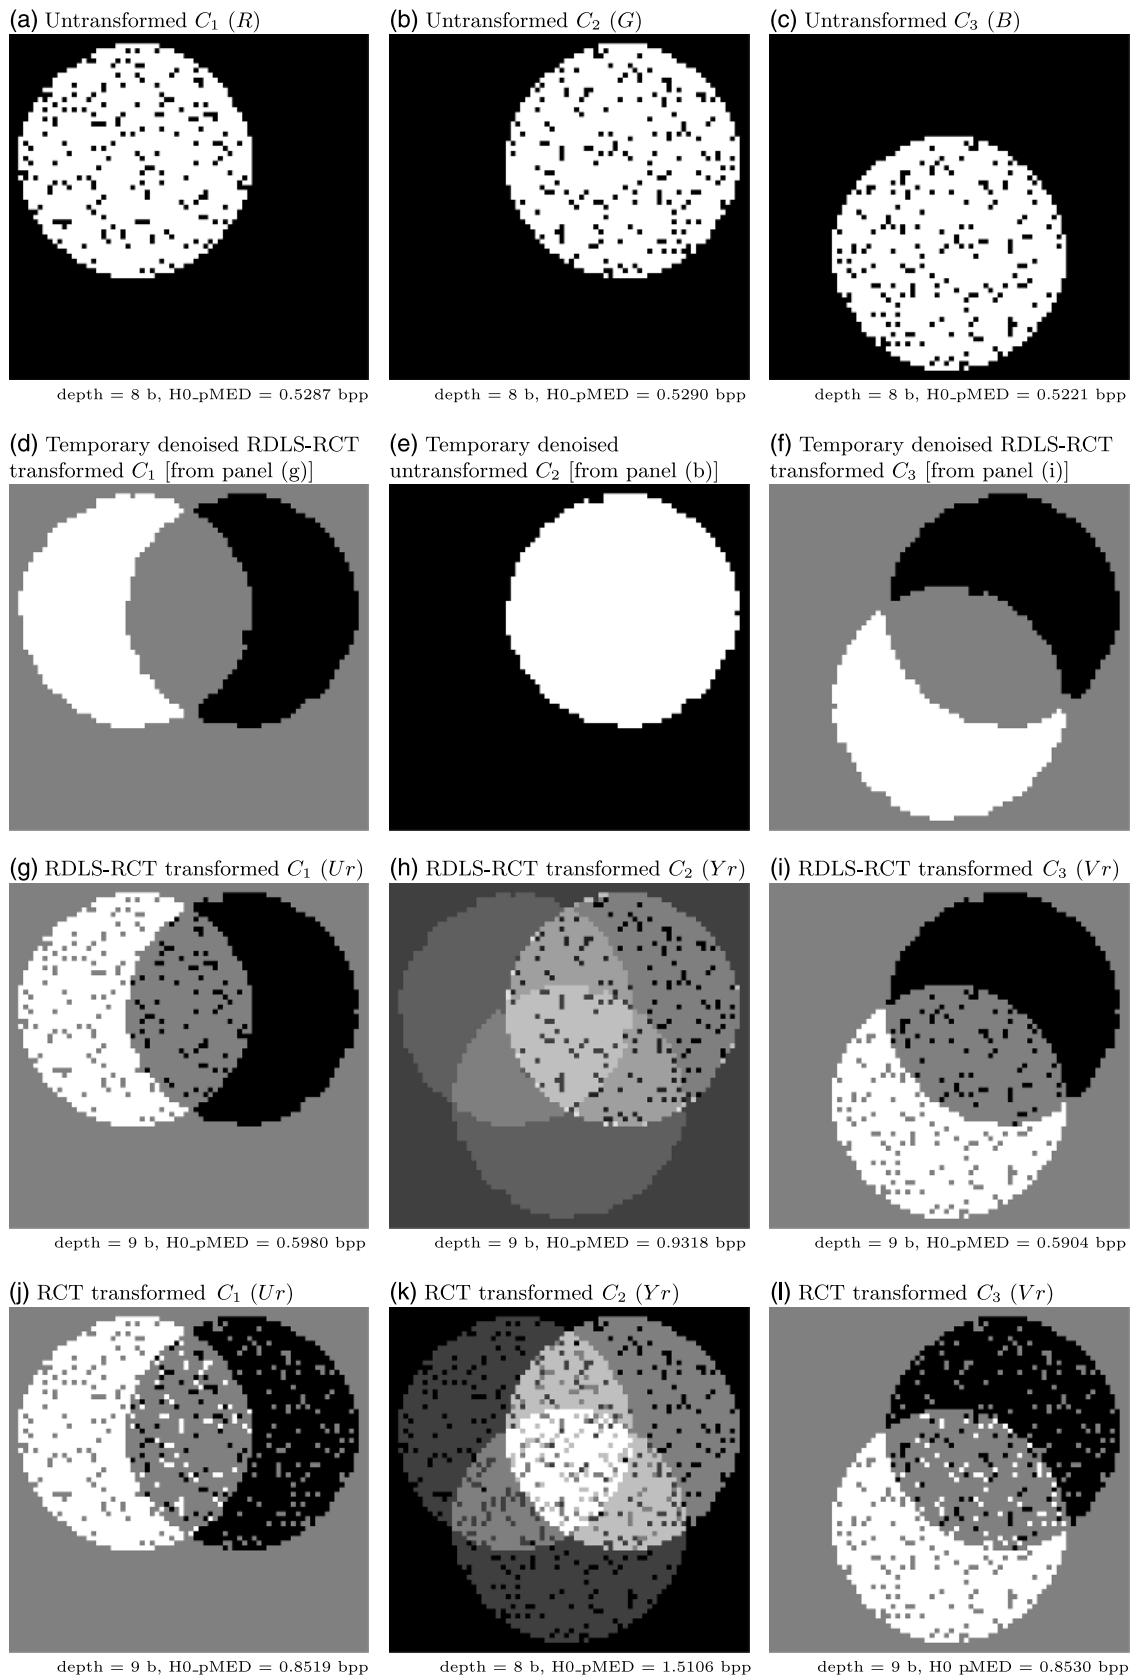 (a) Untransformed C₁ (R)
(b) Untransformed C₂ (G)
(c) Untransformed C₃ (B)
depth = 8 b, H0_pMED = 0.5287 bpp
depth = 8 b, H0_pMED = 0.5290 bpp
depth = 8 b, H0_pMED = 0.5221 bpp
(d) Temporary denoised RDLS-RCT
transformed C₁ [from panel (g)]
(e) Temporary denoised
untransformed C₂ [from panel (b)]
(f) Temporary denoised RDLS-RCT
transformed C₃ [from panel (i)]
(g) RDLS-RCT transformed C₁ (Ur)
(h) RDLS-RCT transformed C₂ (Yr)
(i) RDLS-RCT transformed C₃ (Vr)
depth = 9 b, H0_pMED = 0.5980 bpp
depth = 9 b, H0_pMED = 0.9318 bpp
depth = 9 b, H0_pMED = 0.5904 bpp
(j) RCT transformed C₁ (Ur)
(k) RCT transformed C₂ (Yr)
(l) RCT transformed C₃ (Vr)
depth = 9 b, H0_pMED = 0.8519 bpp
depth = 8 b, H0_pMED = 1.5106 bpp
depth = 9 b, H0 pMED = 0.8530 bpp